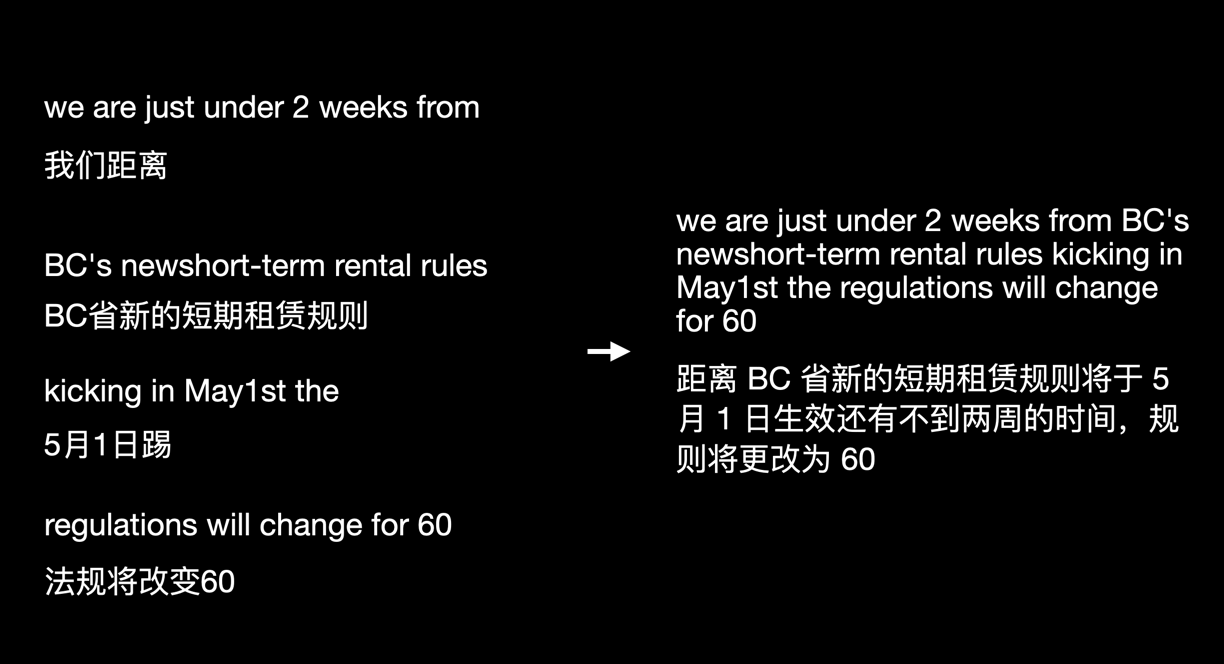 we are just under 2 weeks from
我们距离
BC's newshort-term rental rules
BC省新的短期租赁规则
kicking in May1st the
5月1日踢
regulations will change for 60
法规将改变60
we are just under 2 weeks from BC's
newshort-term rental rules kicking in
May1st the regulations will change
for 60
距离 BC 省新的短期租赁规则将于 5
月 1 日生效还有不到两周的时间，规
则将更改为 60